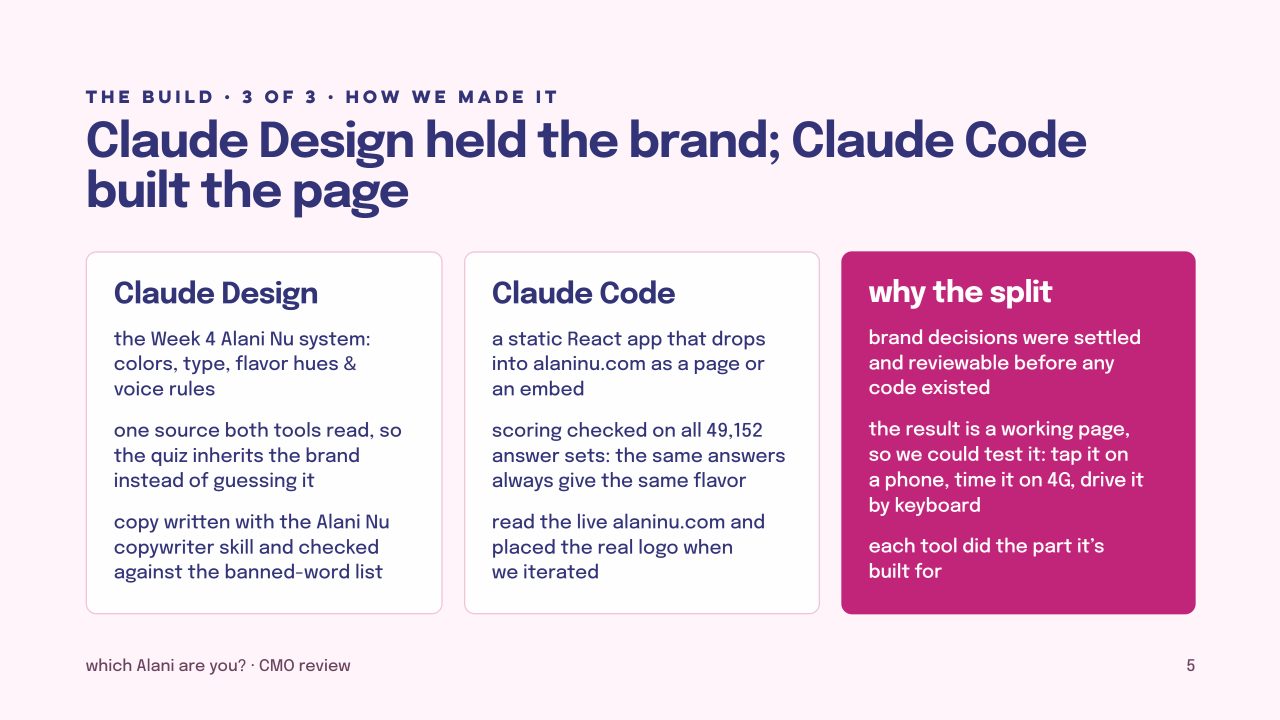 THE BUILD · 3 OF 3 · HOW WE MADE IT
Claude Design held the brand; Claude Code
built the page
Claude Design
the Week 4 Alani Nu system:
colors, type, flavor hues &
voice rules
one source both tools read, so
the quiz inherits the brand
instead of guessing it
copy written with the Alani Nu
copywriter skill and checked
against the banned-word list
Claude Code
a static React app that drops
into alaninu.com as a page or
an embed
scoring checked on all 49,152
answer sets: the same answers
always give the same flavor
read the live alaninu.com and
placed the real logo when
we iterated
why the split
brand decisions were settled
and reviewable before any
code existed
the result is a working page,
so we could test it: tap it on
a phone, time it on 4G, drive it
by keyboard
each tool did the part it’s
built for
which Alani are you? · CMO review
5